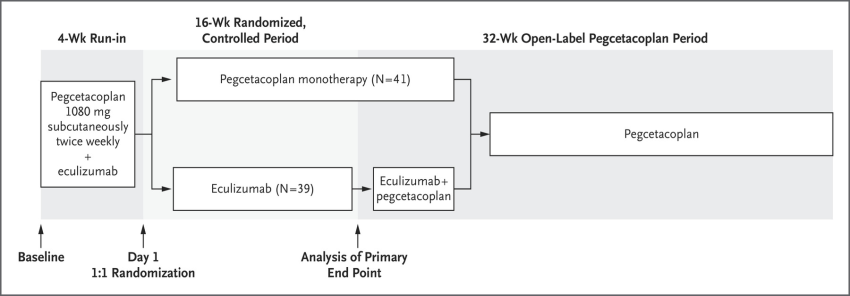 4-Wk Run-in
16-Wk Randomized,
Controlled Period
32-Wk Open-Label Pegcetacoplan Period
Pegcetacoplan
1080 mg
subcutaneously
twice weekly
+
eculizumab
Pegcetacoplan monotherapy (N=41)
Eculizumab (N=39)
Eculizumab+
pegcetacoplan
Pegcetacoplan
Baseline
Day 1
1:1 Randomization
Analysis of Primary
End Point